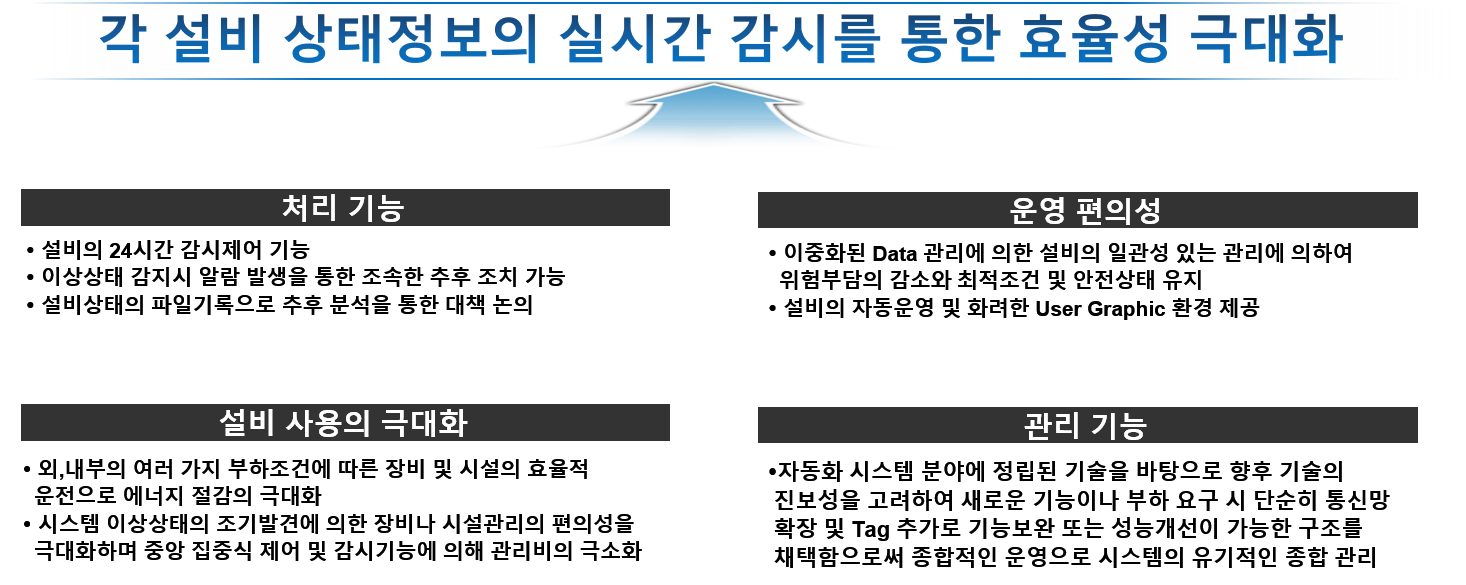 각 설비 상태정보의 실시간 감시를 통한 효율성 극대화
처리 기능
• 설비의 24시간 감시제어 기능
• 이상상태 감지시 알람 발생을 통한 조속한 추후 조치 가능
• 설비상태의 파일기록으로 추후 분석을 통한 대책 논의
운영 편의성
• 이중화된 Data 관리에 의한 설비의 일관성 있는 관리에 의하여
위험부담의 감소와 최적조건 및 안전상태 유지
• 설비의 자동운영 및 화려한 User Graphic 환경 제공
설비 사용의 극대화
• 외,내부의 여러 가지 부하조건에 따른 장비 및 시설의 효율적
운전으로 에너지 절감의 극대화
• 시스템 이상상태의 조기발견에 의한 장비나 시설관리의 편의성을
극대화하며 중앙 집중식 제어 및 감시기능에 의해 관리비의 극소화
관리 기능
•자동화 시스템 분야에 정립된 기술을 바탕으로 향후 기술의
진보성을 고려하여 새로운 기능이나 부하 요구 시 단순히 통신망
확장 및 Tag 추가로 기능보완 또는 성능개선이 가능한 구조를
채택함으로써 종합적인 운영으로 시스템의 유기적인 종합 관리